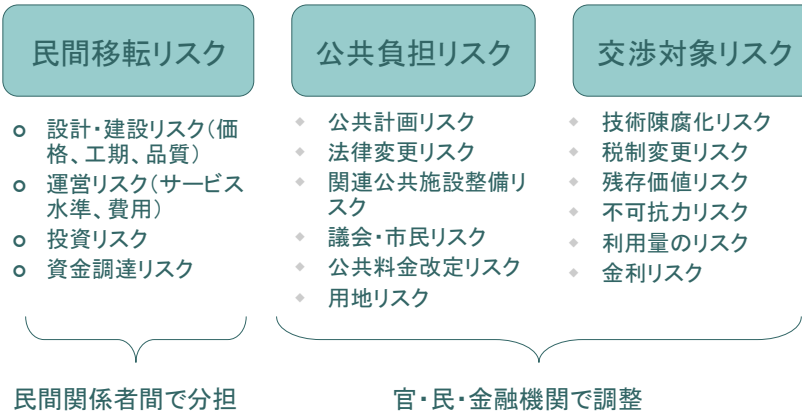 民間移転リスク
設計・建設リスク(価
格、工期、品質)
運営リスク(サービス
水準、費用)
投資リスク
資金調達リスク
公共負担リスク
公共計画リスク
法律変更リスク
関連公共施設整備リ
スク
議会・市民リスク
公共料金改定リスク
用地リスク
交渉対象リスク
技術陳腐化リスク
税制変更リスク
残存価値リスク
不可抗力リスク
利用量のリスク
金利リスク
民間関係者間で分担
官・民・金融機関で調整